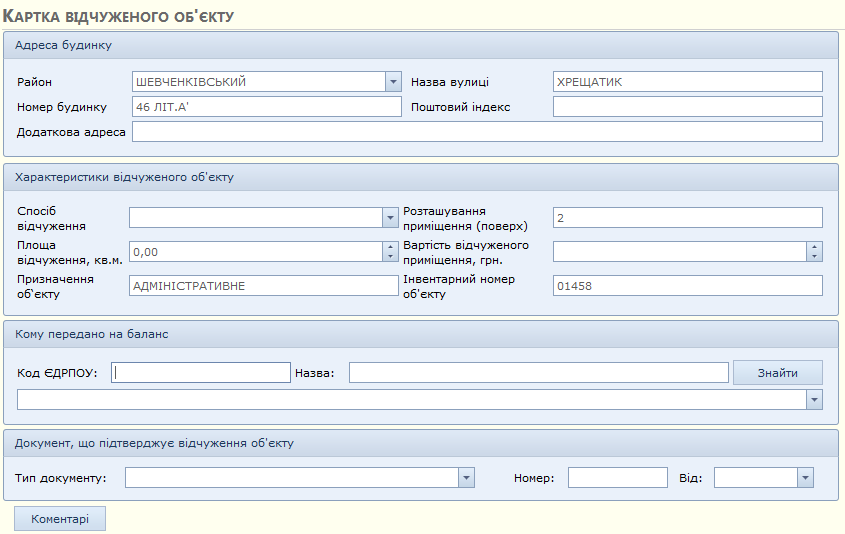 Картка відчуженого об'єкту
Адреса будинку
Район ШЕВЧЕНКІВСЬКИЙ Назва вулиці ХРЕЩАТИК
Номер будинку 46 ЛІТ.А' Поштовий індекс
Додаткова адреса
Характеристики відчуженого об'єкту
Спосіб відчуження Розташування приміщення (поверх) 2
Площа відчуження, кв.м. 0,00 Вартість відчуженого приміщення, грн.
Призначення об'єкту АДМІНІСТРАТИВНЕ Інвентарний номер об'єкту 01458
Кому передано на баланс
Код ЄДРПОУ: Назва: Знайти
Документ, що підтверджує відчуження об'єкту
Тип документу: Номер: Від:
Коментарі